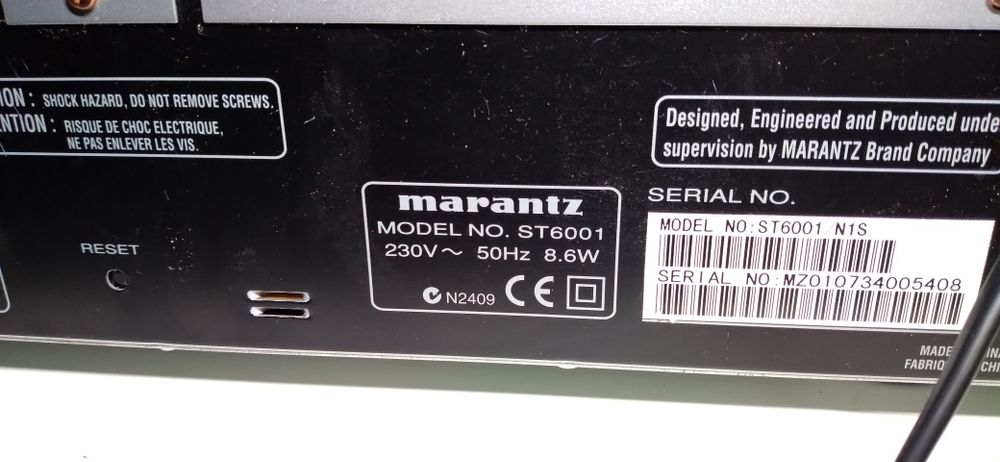 ION : SHOCK HAZARD, DO NOT REMOVE SCREWS.
ENTION : RISQUE DE CHOC ELECTRIQUE,
NE PAS ENLEVER LES VIS.
Designed, Engineered and Produced unde
supervision by MARANTZ Brand Company
RESET
marantz
MODEL NO. ST6001
230V～ 50Hz 8.6W
N2409 CE
SERIAL NO.
MODEL NO:ST6001/N1S
SERIAL NO:MZ010734005408
MADE
FABRIQ